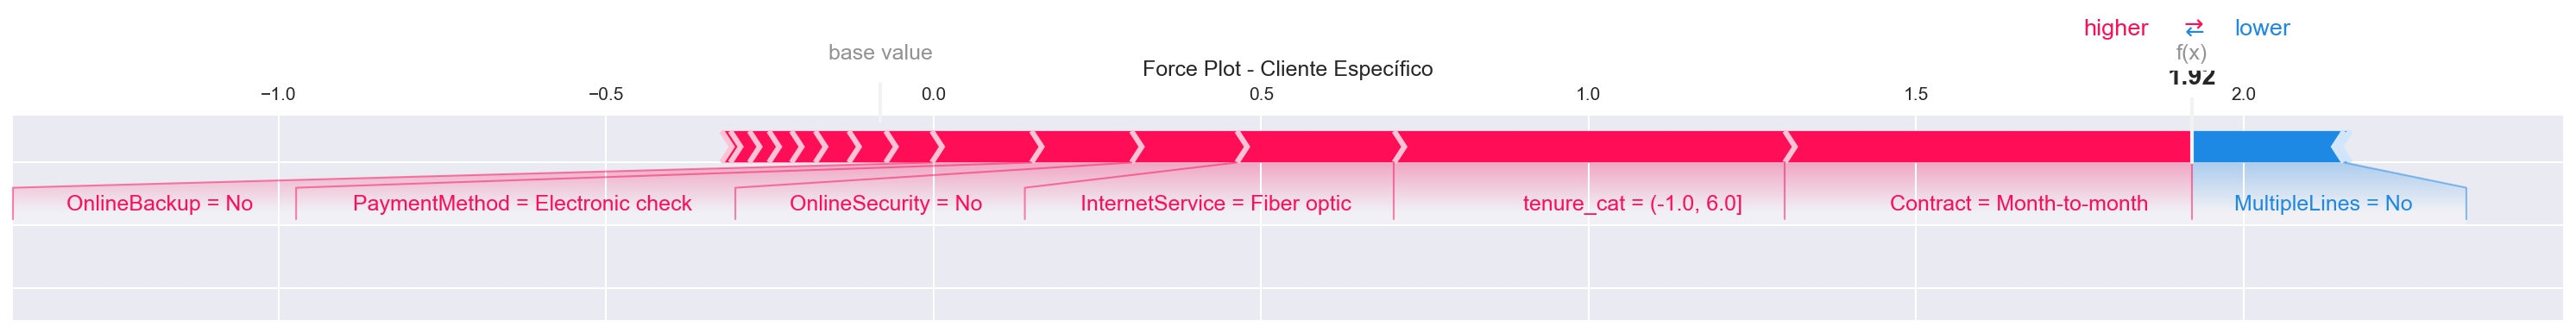 higher ⇄ lower
base value
f(x)
Force Plot - Cliente Específico
1.92
−1.0 −0.5 0.0 0.5 1.0 1.5 2.0
OnlineBackup = No PaymentMethod = Electronic check OnlineSecurity = No InternetService = Fiber optic tenure_cat = (-1.0, 6.0] Contract = Month-to-month MultipleLines = No